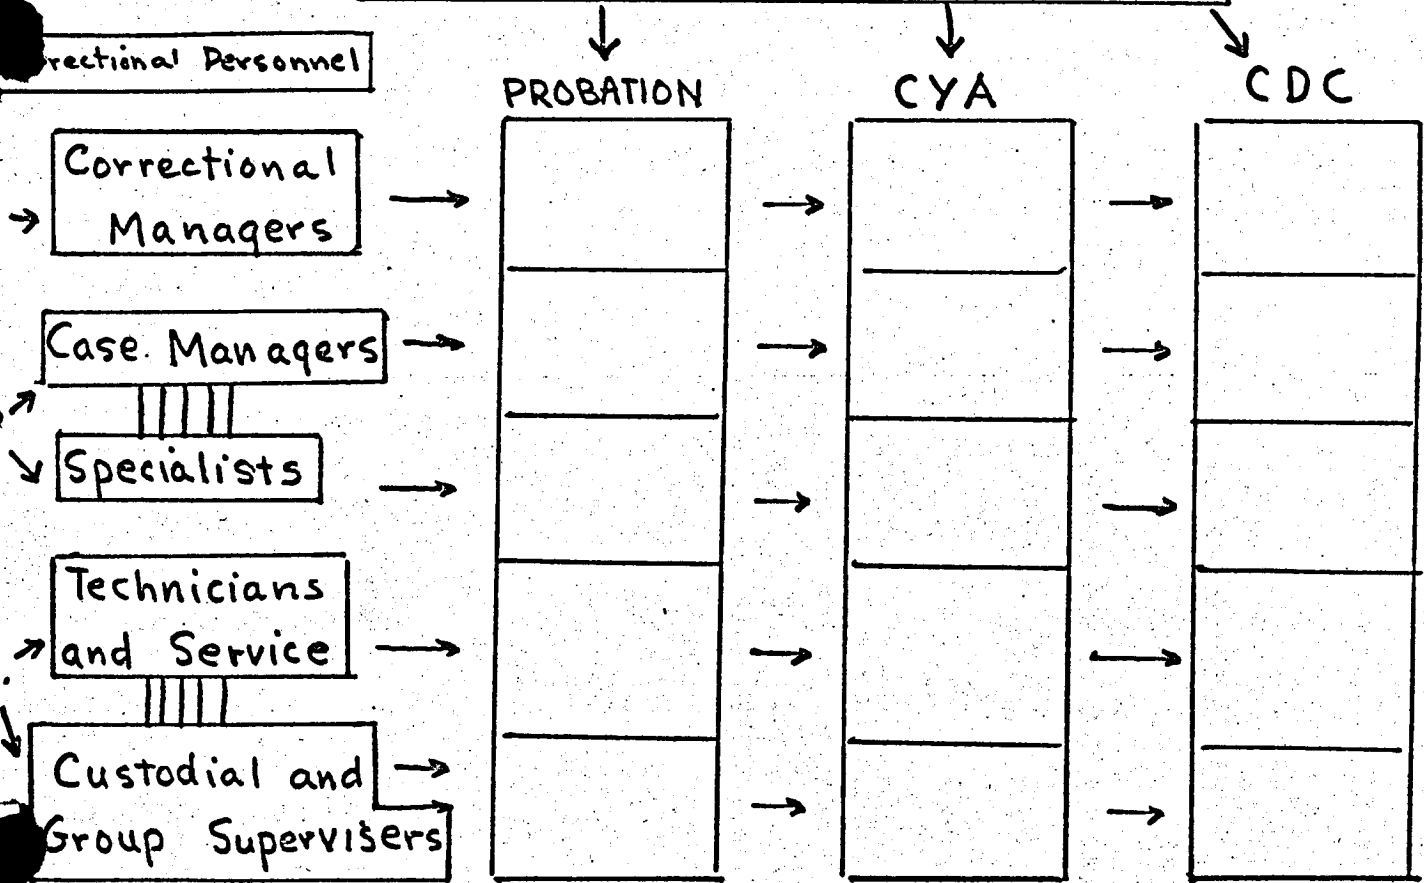 rectional Personnel
PROBATION
CYA
CDC
Correctional
Managers
Case. Managers
Specialists
Technicians
and Service
Custodial and
Group Supervisers